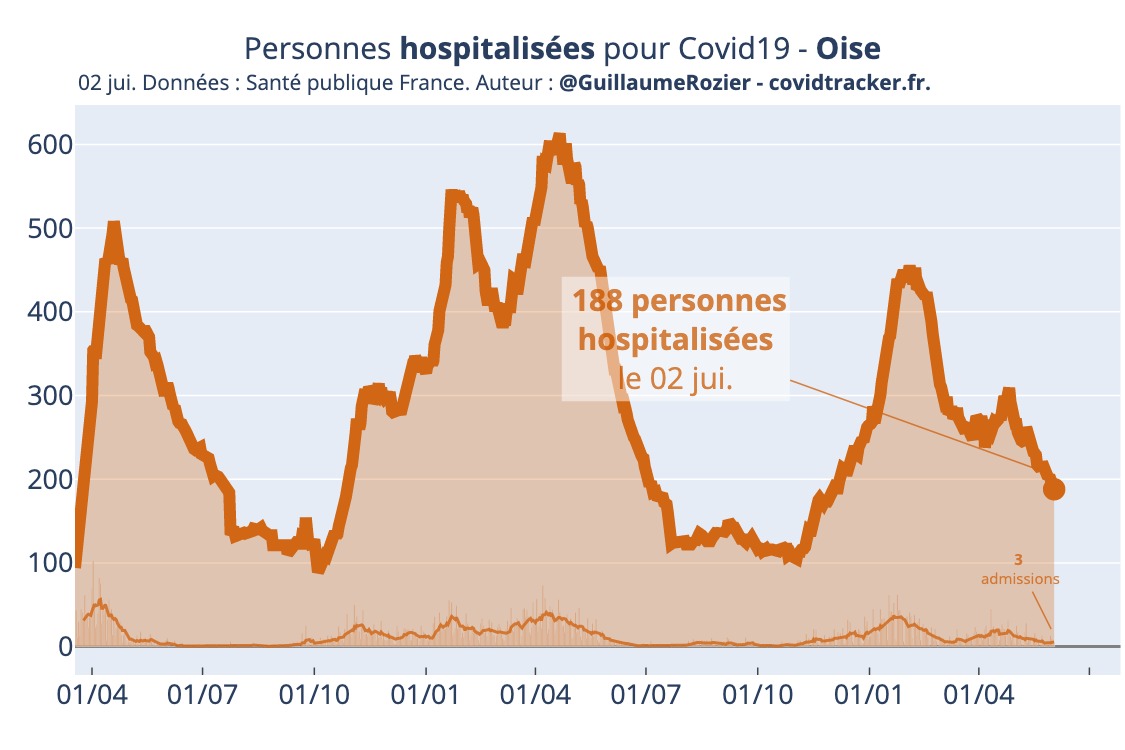 Personnes hospitalisées pour Covid19 - Oise
02 jui. Données : Santé publique France. Auteur : @GuillaumeRozier - covidtracker.fr.
600
500
400
300
200
100
0
188 personnes
hospitalisées
le 02 jui.
3
admissions
01/04
01/07
01/10
01/01
01/04
01/07
01/10
01/01
01/04